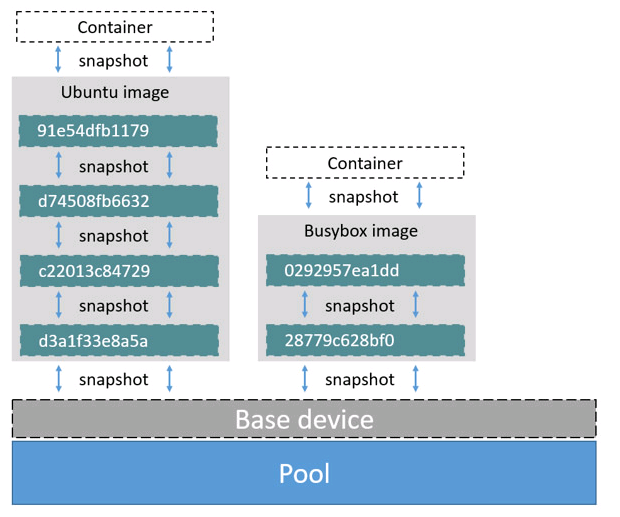 Container
snapshot
Ubuntu image
91e54dfb1179
snapshot
d74508fb6632
snapshot
c22013c84729
snapshot
d3a1f33e8a5a
snapshot
Container
snapshot
Busybox image
0292957ea1dd
snapshot
28779c628bf0
snapshot
Base device
Pool